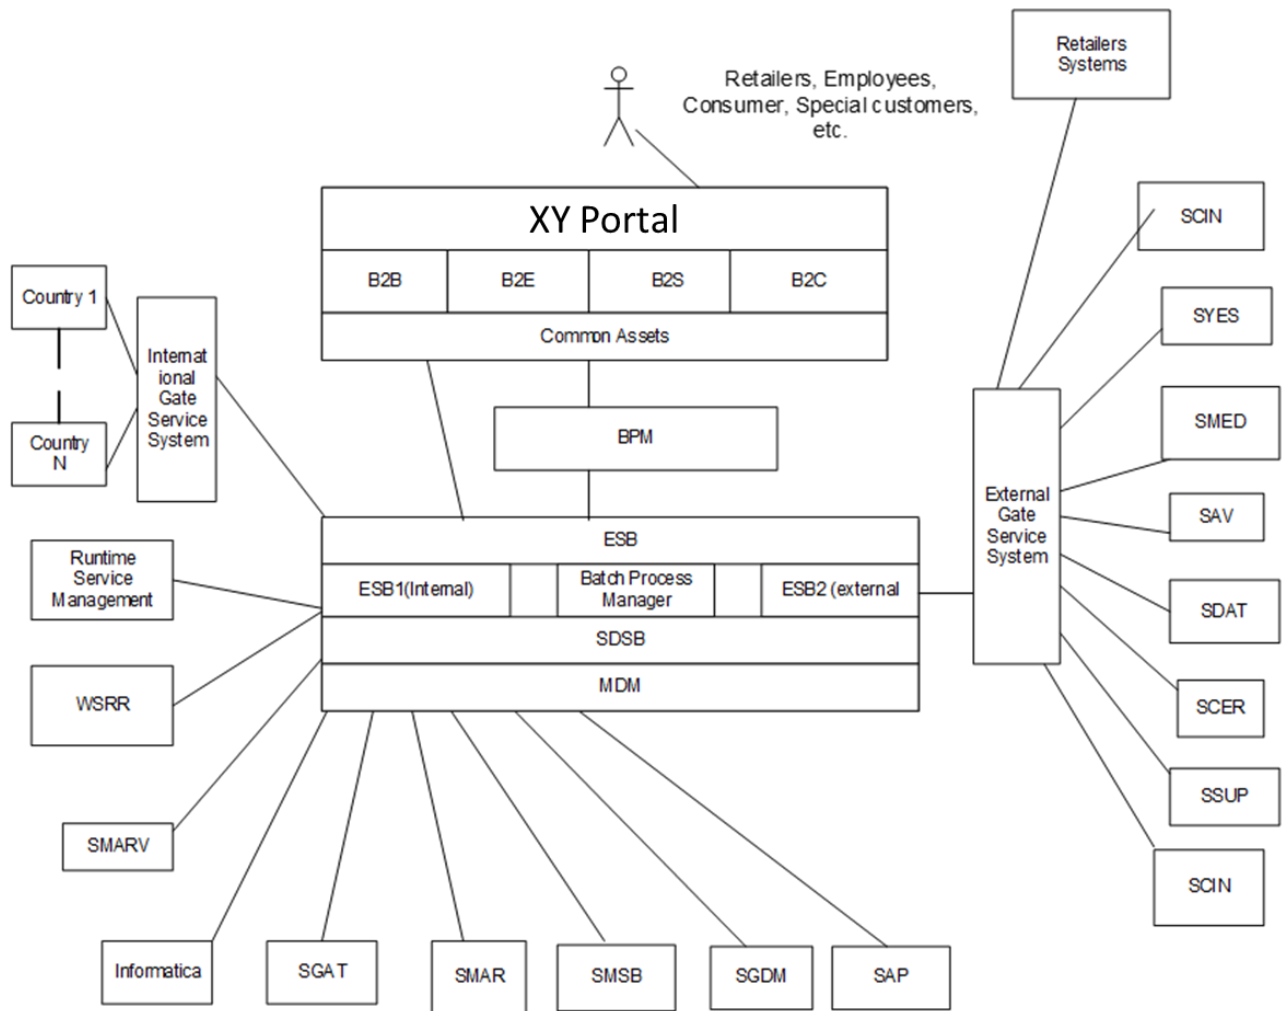 Retailers
Systems
Retailers, Employees,
Consumer, Special customers,
etc.
XY Portal
SCIN
B2B
B2E
B2S
B2C
Country 1
SYES
Common Assets
Internat
ional
Gate
Service
System
SMED
BPM
Country
N
External
Gate
Service
System
SAV
ESB
Runtime
Service
Management
ESB1(Internal)
Batch Process
Manager
ESB2 (external
SDAT
SDSB
MDM
WSRR
SCER
SSUP
SMARV
SCIN
Informatica
SGAT
SMAR
SMSB
SGDM
SAP